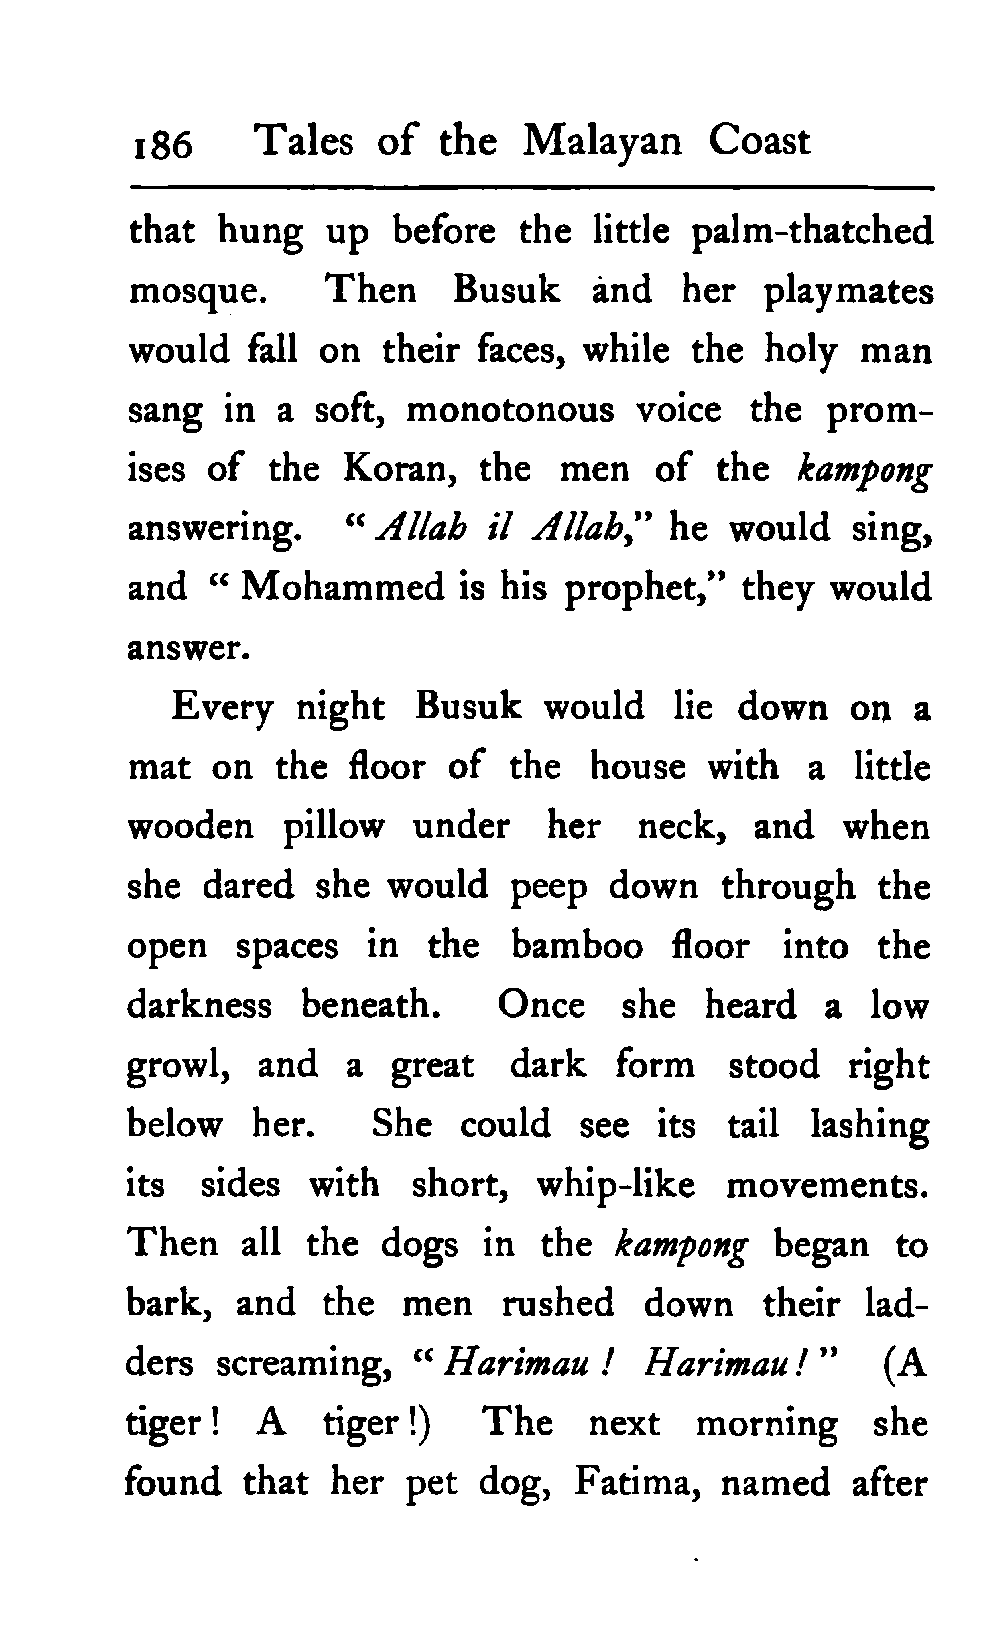 186 Tales of the Malayan Coast
that hung up before the little palm-thatched
mosque. Then Busuk and her playmates
would fall on their faces, while the holy man
sang in a soft, monotonous voice the prom-
ises of the Koran, the men of the kampong
answering. "Allah il Allah," he would sing,
and "Mohammed is his prophet," they would
answer.
Every night Busuk would lie down on a
mat on the floor of the house with a little
wooden pillow under her neck, and when
she dared she would peep down through the
open spaces in the bamboo floor into the
darkness beneath. Once she heard a low
growl, and a great dark form stood right
below her. She could see its tail lashing
its sides with short, whip-like movements.
Then all the dogs in the kampong began to
bark, and the men rushed down their lad-
ders screaming, "Harimau! Harimau!" (A
tiger! A tiger!) The next morning she
found that her pet dog, Fatima, named after